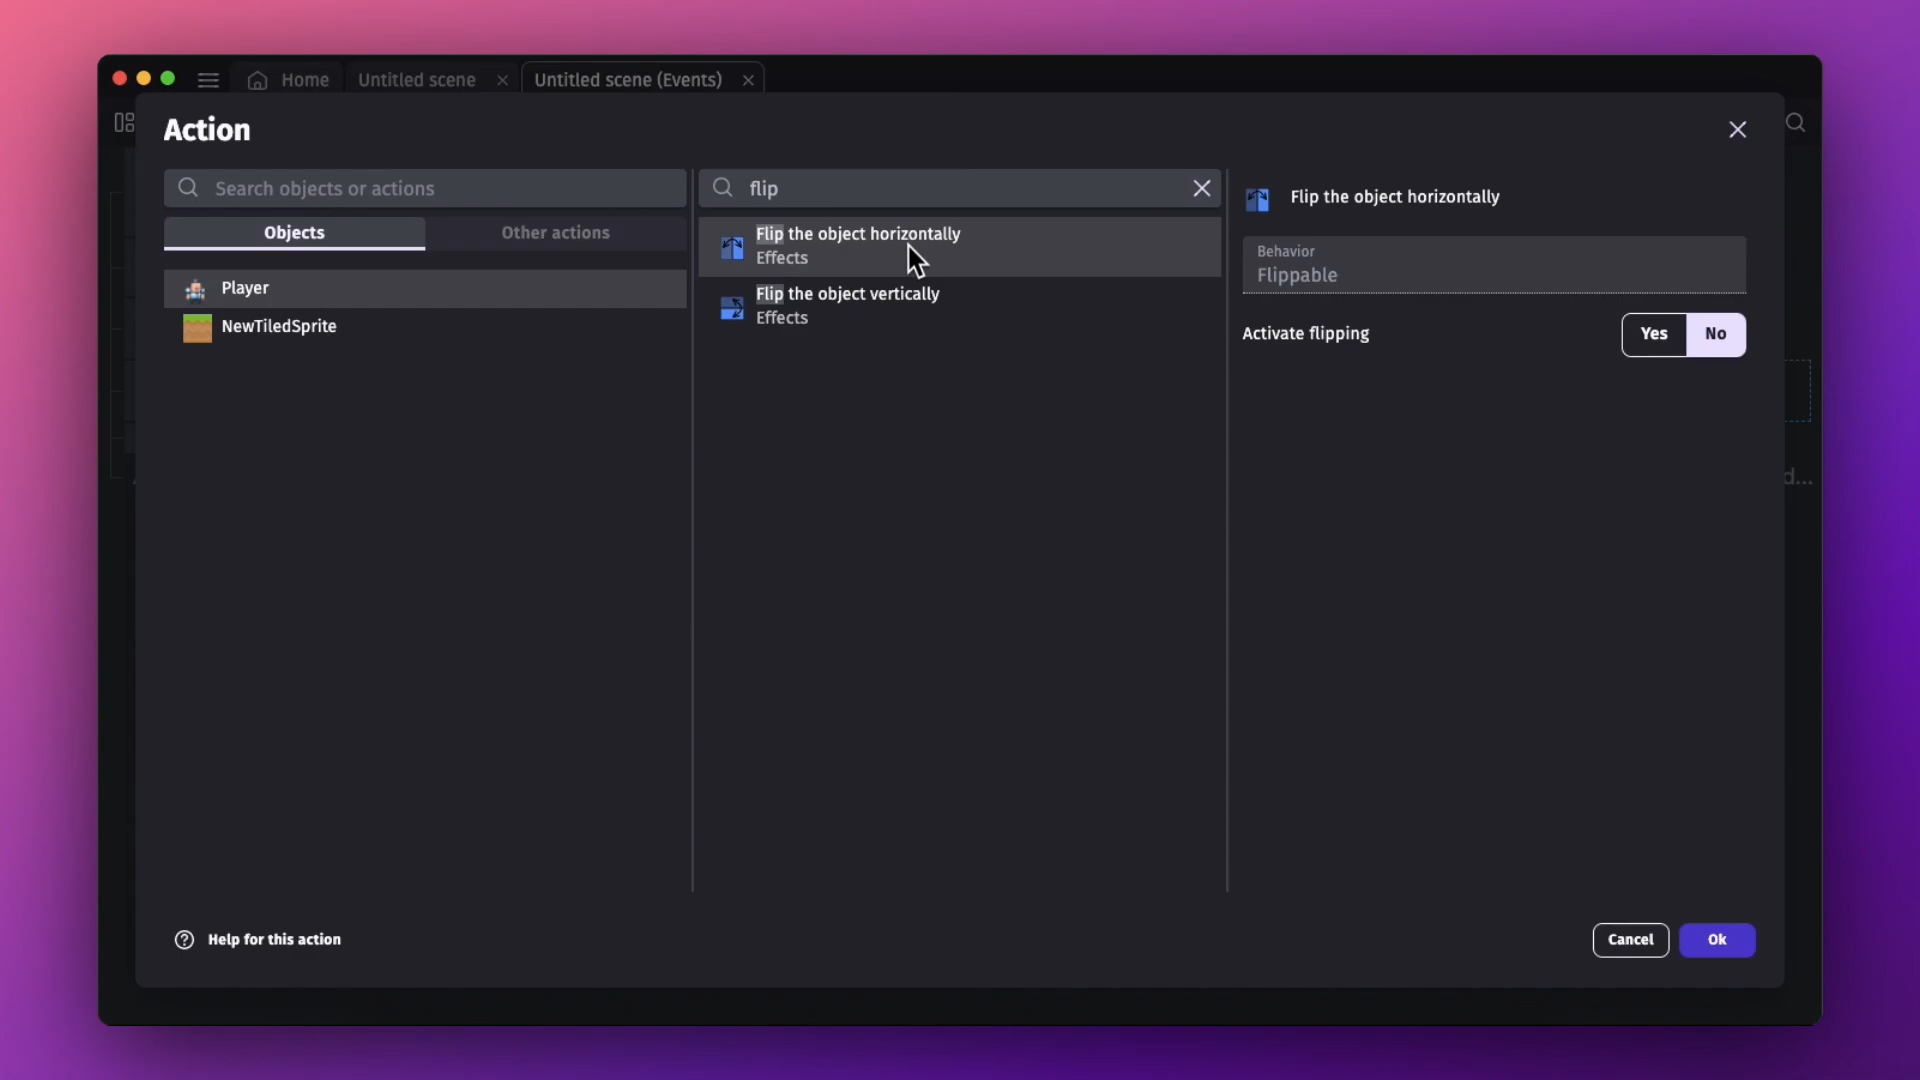 Home
Untitled scene
Untitled scene (Events)
Action
Search objects or actions
Objects
Other actions
Player
NewTiledSprite
flip
Flip the object horizontally
Effects
Flip the object vertically
Effects
Flip the object horizontally
Behavior
Flippable
Activate flipping
Yes
No
d...
Help for this action
Cancel
Ok